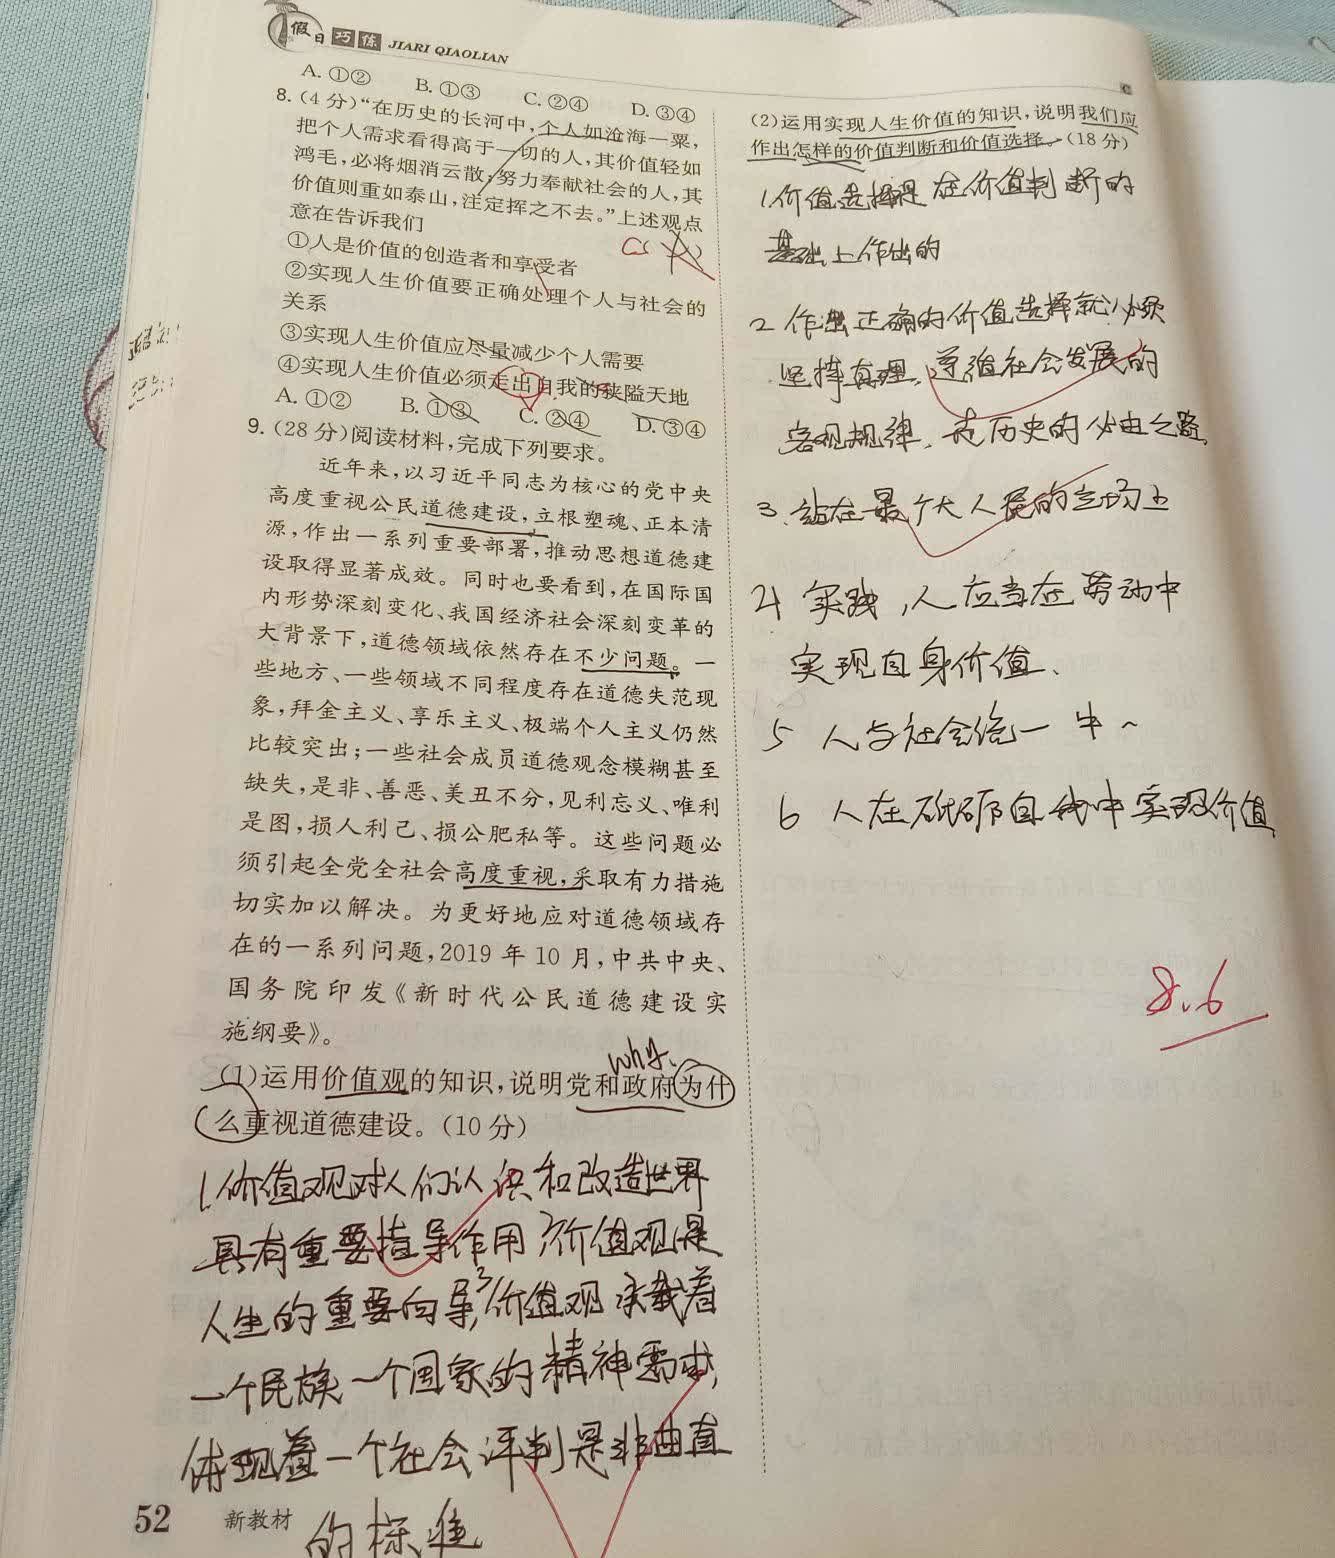 假日巧练 JIARI QIAOLIAN
A. ①② B. ①③ C. ②④ D. ③④
8. (4分)“在历史的长河中,个人如沧海一粟,
把个人需求看得高于一切的人,其价值轻如
鸿毛,必将烟消云散;努力奉献社会的人,其
价值则重如泰山,注定挥之不去。”上述观点
意在告诉我们
①人是价值的创造者和享受者
②实现人生价值要正确处理个人与社会的
关系
③实现人生价值应尽量减少个人需要
④实现人生价值必须走出自我的狭隘天地
A. ①② B. ①③ C. ②④ D. ③④
9. (28分)阅读材料,完成下列要求。
近年来,以习近平同志为核心的党中央
高度重视公民道德建设,立根塑魂、正本清
源,作出一系列重要部署,推动思想道德建
设取得显著成效。同时也要看到,在国际国
内形势深刻变化、我国经济社会深刻变革的
大背景下,道德领域依然存在不少问题。一
些地方、一些领域不同程度存在道德失范现
象,拜金主义、享乐主义、极端个人主义仍然
比较突出;一些社会成员道德观念模糊甚至
缺失,是非、善恶、美丑不分,见利忘义、唯利
是图,损人利己、损公肥私等。这些问题必
须引起全党全社会高度重视,采取有力措施
切实加以解决。为更好地应对道德领域存
在的一系列问题,2019年10月,中共中央、
国务院印发《新时代公民道德建设实
施纲要》。
why.
(1)运用价值观的知识,说明党和政府为什
么重视道德建设。(10分)
1.价值观对人们认识和改造世界
具有重要指导作用 2价值观是
人生的重要向导,3价值观承载着
一个民族一个国家的精神需求,
体现着一个社会评判是非曲直
的标准
52 新教材
(2)运用实现人生价值的知识,说明我们应
作出怎样的价值判断和价值选择。(18分)
1.价值选择是在价值判断的
基础上作出的
2 作出正确的价值选择就必须
坚持真理、遵循社会发展的
客观规律、走历史的必由之路
3、站在最广大人民的立场上
4 实践,人应当在劳动中
实现自身价值、
5 人与社会统一中~
6 人在砥砺自我中实现价值
8.6